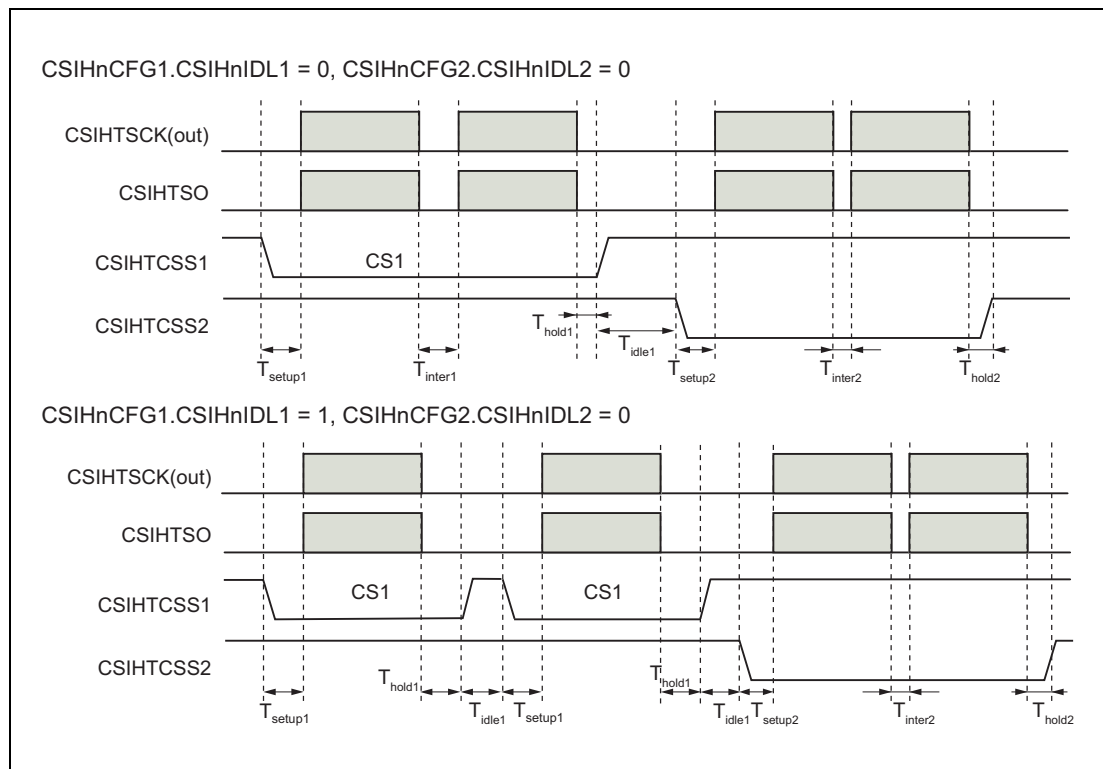 CSIHnCFG1.CSIHnIDL1 = 0, CSIHnCFG2.CSIHnIDL2 = 0
CSIHTSCK(out)
CSIHTSO
CSIHTCSS1
CS1
CSIHTCSS2
Thold1
Tidle1
Tsetup1
Tinter1
Tsetup2
Tinter2
Thold2
CSIHnCFG1.CSIHnIDL1 = 1, CSIHnCFG2.CSIHnIDL2 = 0
CSIHTSCK(out)
CSIHTSO
CSIHTCSS1
CS1
CS1
CSIHTCSS2
Thold1
Thold1
Tsetup1
Tidle1
Tsetup1
Tidle1
Tsetup2
Tinter2
Thold2